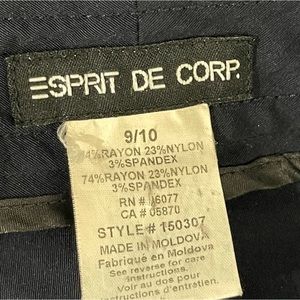 ESPRIT DE CORP.
9/10
74%RAYON 23%NYLON
3%SPANDEX
74%RAYON 23%NYLON
3%SPANDEX
RN #
CA # 05870
STYLE # 150307
MADE IN MOLDOVA
Fabriqué en Moldova
See reverse for care
instructions.
Voir au dos pour
instructions d'entretien.